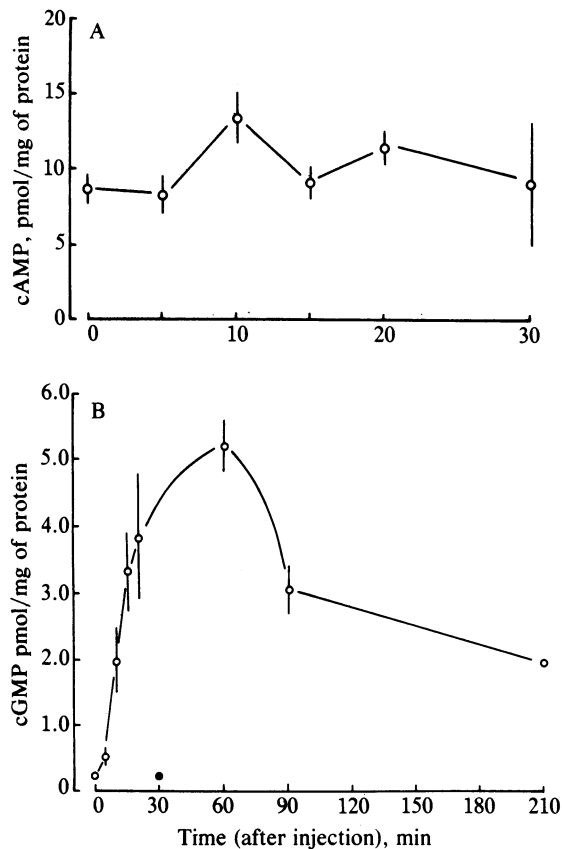 A
cAMP, pmol/mg of protein
20
15
10
5
0
0 10 20 30
B
cGMP pmol/mg of protein
6.0
5.0
4.0
3.0
2.0
1.0
0
0 30 60 90 120 150 180 210
Time (after injection), min